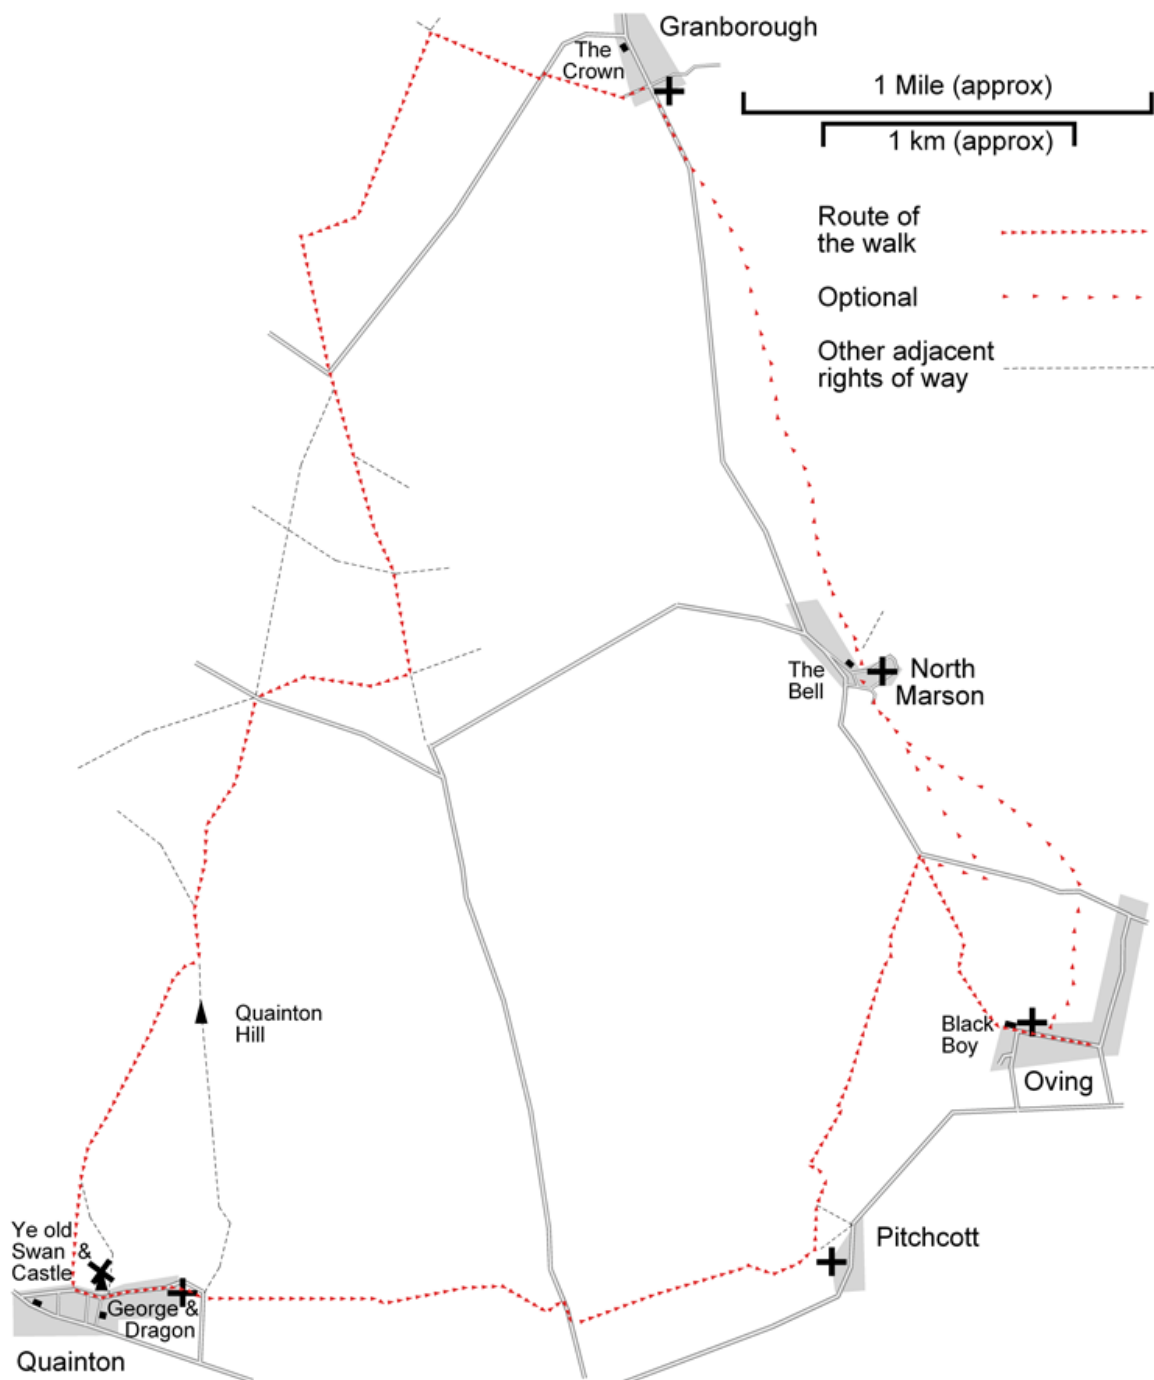 Granborough
The
Crown
1 Mile (approx)
1 km (approx)
Route of
the walk
Optional
Other adjacent
rights of way
The
Bell
North
Marson
Quainton
Hill
Black
Boy
Oving
Ye old
Swan &
Castle
Pitchcott
George &
Dragon
Quainton